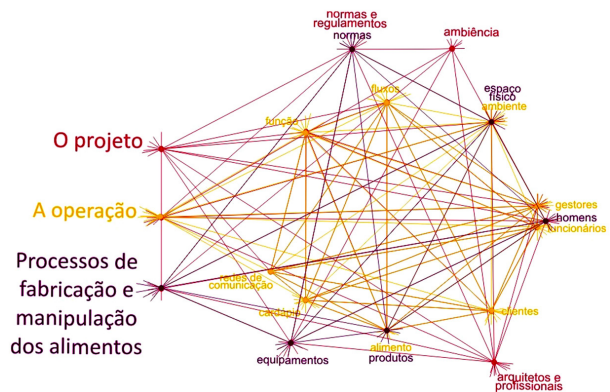 normas e
regulamentos
normas
ambiência
fluxos
espaço
físico
ambiente
função
O projeto
A operação
gestores
homens
funcionários
Processos de
fabricação e
manipulação
dos alimentos
redes de
comunicação
cardápio
clientes
equipamentos
alimento
produtos
arquitetos e
profissionais